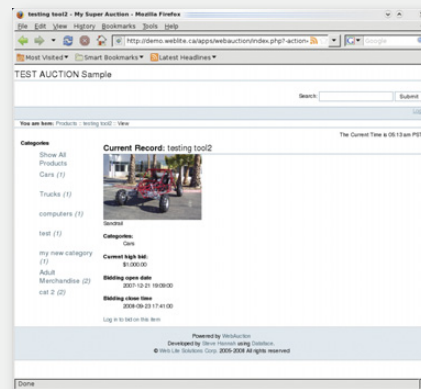 testing tool2 - My Super Auction - Mozilla Firefox
File Edit View History Bookmarks Tools Help
http://demo.weblite.ca/apps/webauction/index.php?-action=
Google
Most Visited Smart Bookmarks Latest Headlines
TEST AUCTION Sample
Search: Submit
You are here: Products :: testing tool2 :: View
The Current Time is 05:13 am PST
Categories
Show All
Products
Cars (1)
Trucks (1)
computers (1)
test (1)
my new category
(1)
Adult
Merchandise (2)
cat 2 (2)
Current Record: testing tool2
Sandrail
Categories:
Cars
Current high bid:
$1,000.00
Bidding open date
2007-12-21 19:09:00
Bidding close time
2008-09-23 17:41:00
Log in to bid on this item
Powered by WebAuction
Developed by Steve Hannah using Dataface.
© Web Lite Solutions Corp. 2005-2008 All rights reserved
Done